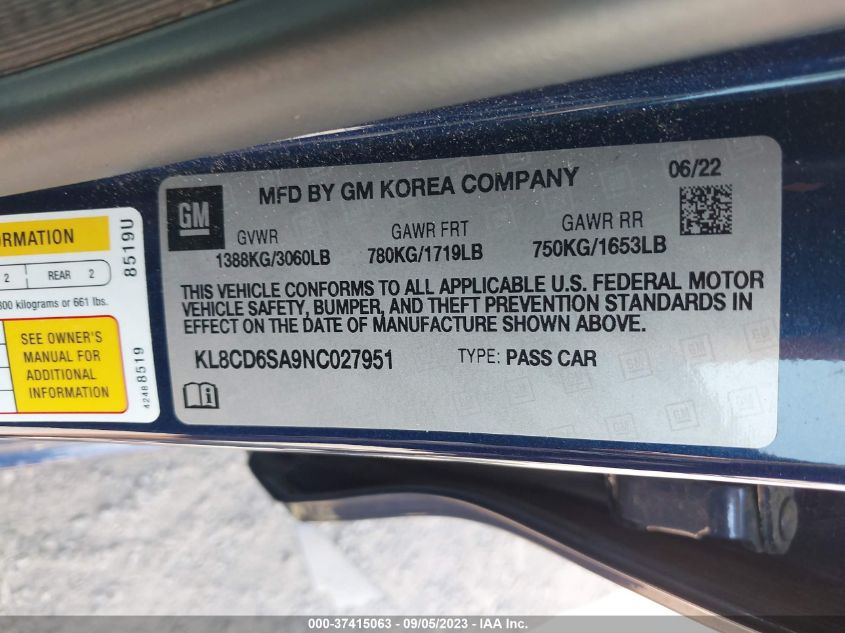 MFD BY GM KOREA COMPANY
06/22
GM
GVWR
GAWR FRT
GAWR RR
1388KG/3060LB
780KG/1719LB
750KG/1653LB
THIS VEHICLE CONFORMS TO ALL APPLICABLE U.S. FEDERAL MOTOR
VEHICLE SAFETY, BUMPER, AND THEFT PREVENTION STANDARDS IN
EFFECT ON THE DATE OF MANUFACTURE SHOWN ABOVE.
KL8CD6SA9NC027951
TYPE: PASS CAR
8519U
2 REAR 2
kilograms or 661 lbs.
SEE OWNER'S
MANUAL FOR
ADDITIONAL
INFORMATION
4248 8519
000-37415063 - 09/05/2023 - © IAA Inc.